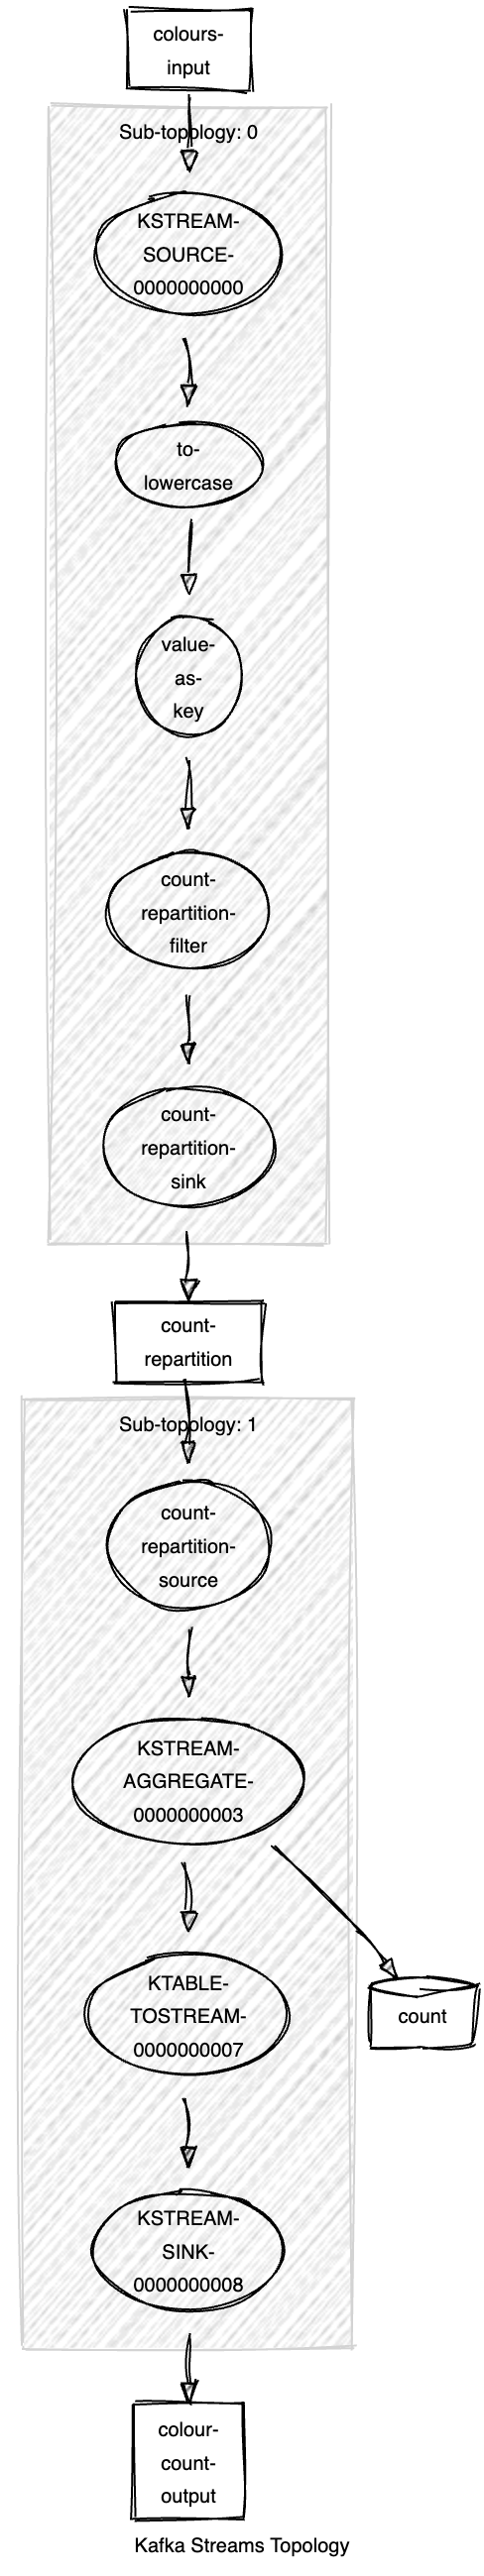 colours-
input
Sub-topology: 0
KSTREAM-
SOURCE-
0000000000
to-
lowercase
value-
as-
key
count-
repartition-
filter
count-
repartition-
sink
count-
repartition
Sub-topology: 1
count-
repartition-
source
KSTREAM-
AGGREGATE-
0000000003
KTABLE-
TOSTREAM-
0000000007
count
KSTREAM-
SINK-
0000000008
colour-
count-
output
Kafka Streams Topology